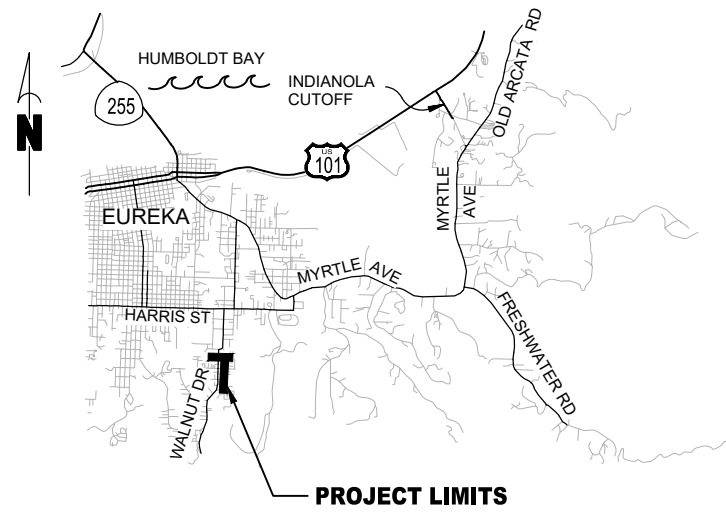 HUMBOLDT BAY
INDIANOLA
CUTOFF
OLD ARCATA RD
255
N
US
101
MYRTLE
AVE
EUREKA
MYRTLE AVE
HARRIS ST
FRESHWATER RD
WALNUT DR
PROJECT LIMITS